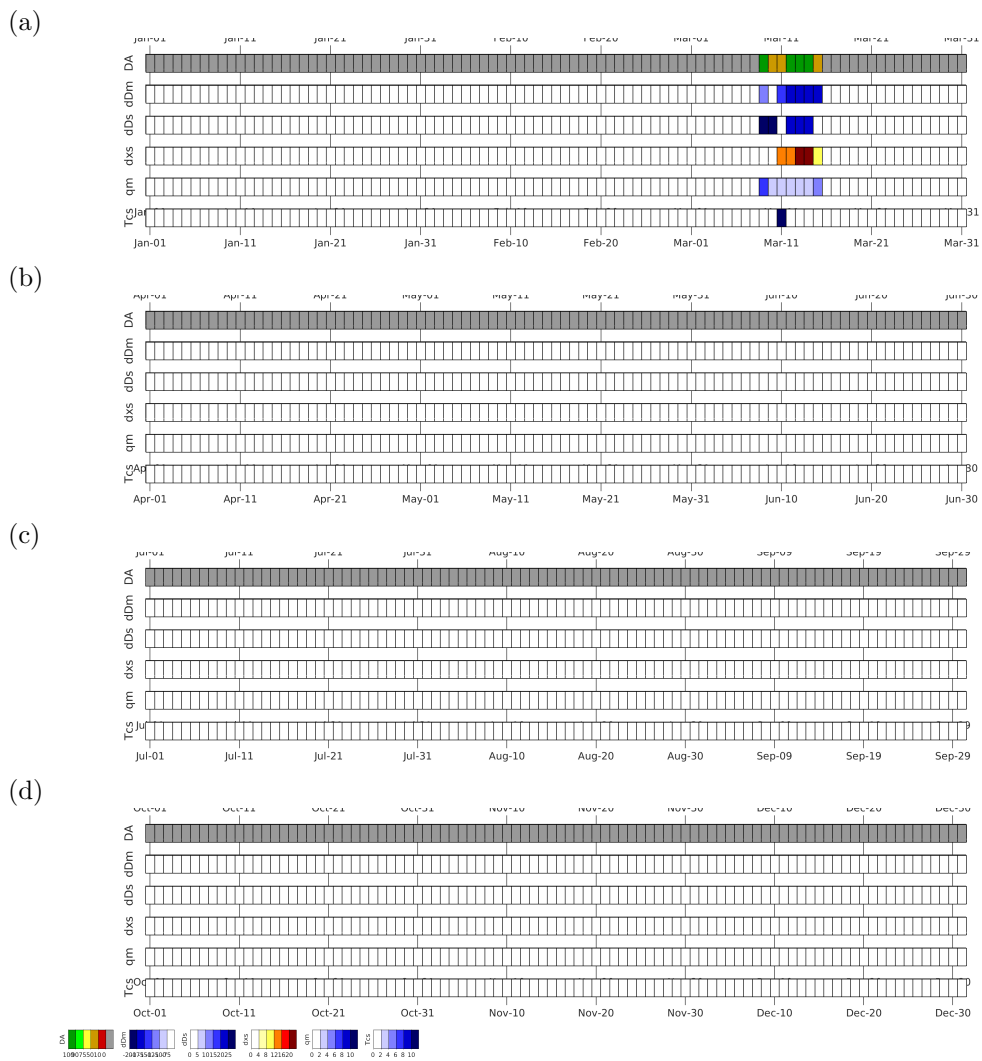 (a)
Jan-01 Jan-11 Jan-21 Jan-31 Feb-10 Feb-20 Mar-01 Mar-11 Mar-21 Mar-31
DA
dDm
dDs
dxs
qm
Tcs
Jan-01 Jan-11 Jan-21 Jan-31 Feb-10 Feb-20 Mar-01 Mar-11 Mar-21 Mar-31
(b)
Apr-01 Apr-11 Apr-21 May-01 May-11 May-21 May-31 Jun-10 Jun-20 Jun-30
DA
dDm
dDs
dxs
qm
Tcs
Apr-01 Apr-11 Apr-21 May-01 May-11 May-21 May-31 Jun-10 Jun-20 Jun-30
(c)
Jul-01 Jul-11 Jul-21 Jul-31 Aug-10 Aug-20 Aug-30 Sep-09 Sep-19 Sep-29
DA
dDm
dDs
dxs
qm
Tcs
Jul-01 Jul-11 Jul-21 Jul-31 Aug-10 Aug-20 Aug-30 Sep-09 Sep-19 Sep-29
(d)
Oct-01 Oct-11 Oct-21 Oct-31 Nov-10 Nov-20 Nov-30 Dec-10 Dec-20 Dec-30
DA
dDm
dDs
dxs
qm
Tcs
Oct-01 Oct-11 Oct-21 Oct-31 Nov-10 Nov-20 Nov-30 Dec-10 Dec-20 Dec-30
DA dDm dDs dxs qm Tcs
0 5 10152025 0 4 8 121620 0 2 4 6 8 10 0 2 4 6 8 10